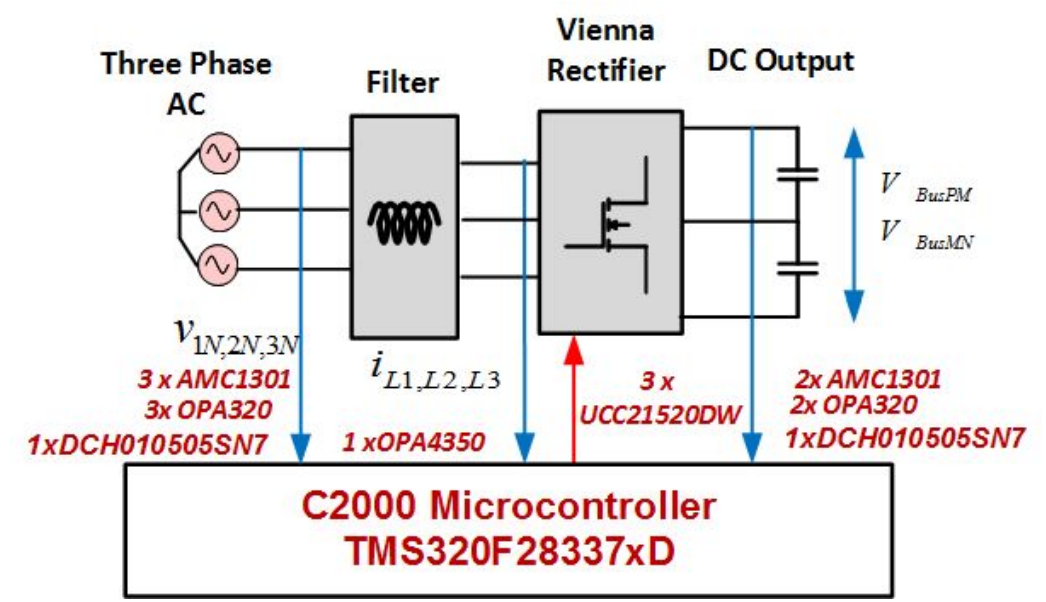 Three Phase
AC
Filter
Vienna
Rectifier
DC Output
V BusPM
V BusMN
v1N,2N,3N
3 x AMC1301
3x OPA320
1xDCH010505SN7
iL1,L2,L3
1 xOPA4350
3 x
UCC21520DW
2x AMC1301
2x OPA320
1xDCH010505SN7
C2000 Microcontroller
TMS320F28337xD